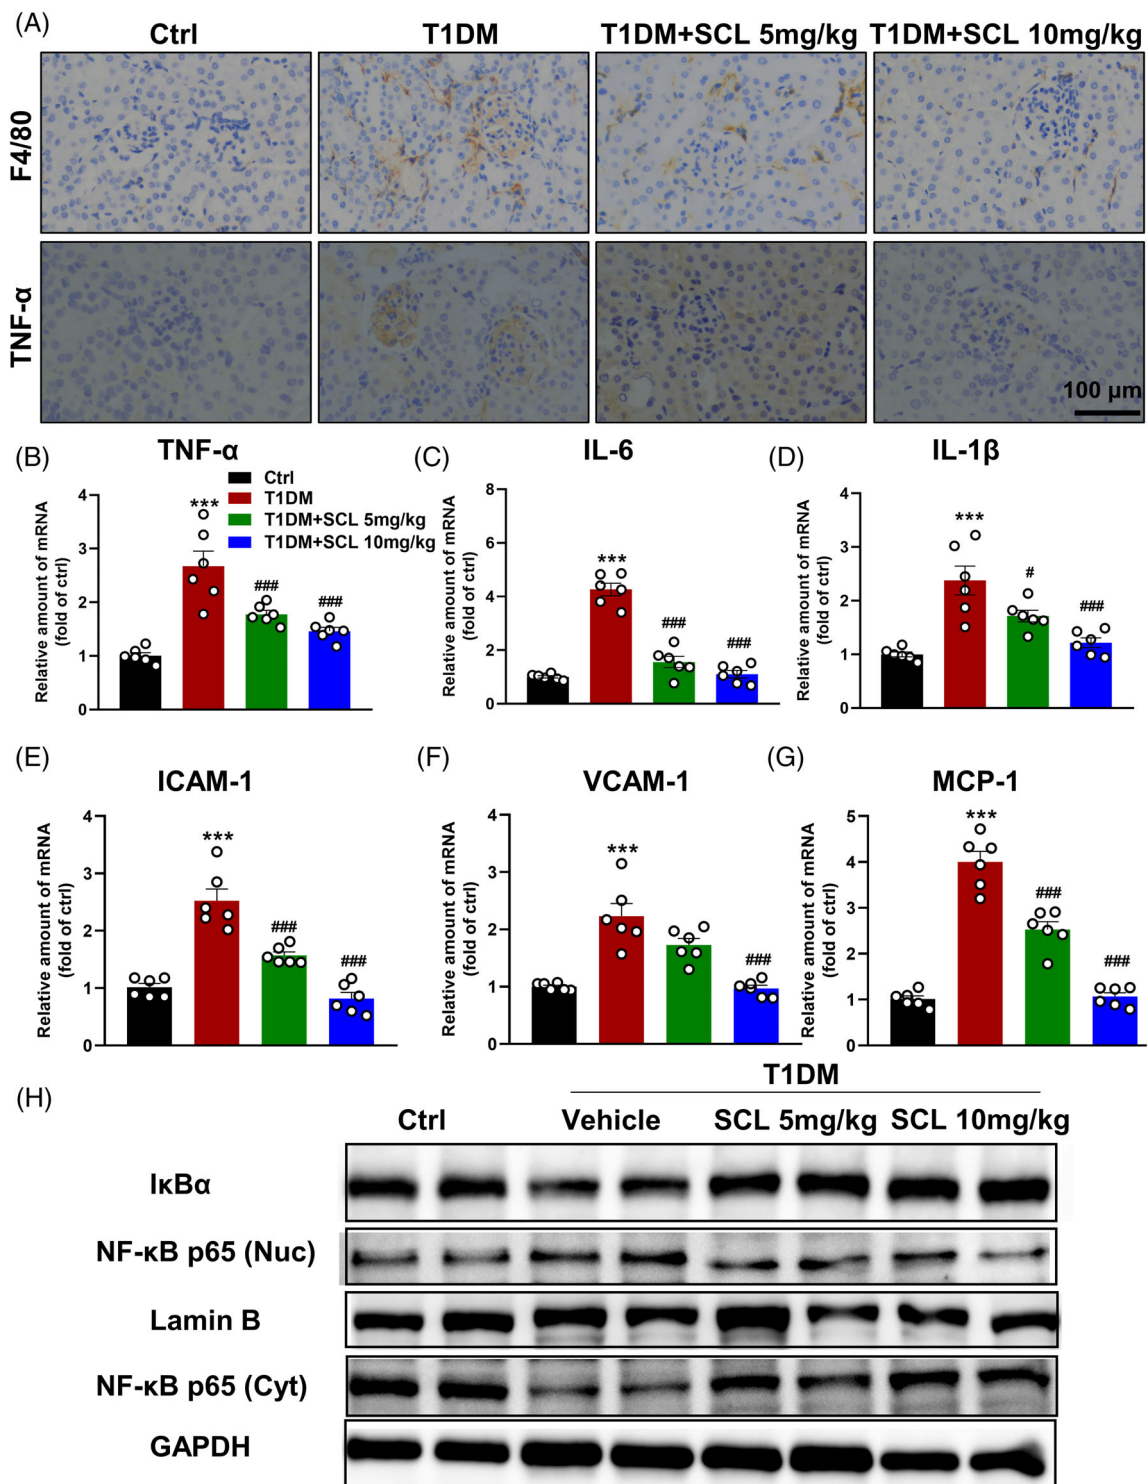 (A)
Ctrl T1DM T1DM+SCL 5mg/kg T1DM+SCL 10mg/kg
F4/80
TNF-α
100 μm
(B) TNF-α
Relative amount of mRNA
(fold of ctrl)
4
3
2
1
0
***
###
###
Ctrl
T1DM
T1DM+SCL 5mg/kg
T1DM+SCL 10mg/kg
(C) IL-6
Relative amount of mRNA
(fold of ctrl)
8
6
4
2
0
***
###
###
(D) IL-1β
Relative amount of mRNA
(fold of ctrl)
4
3
2
1
0
***
#
###
(E) ICAM-1
Relative amount of mRNA
(fold of ctrl)
4
3
2
1
0
***
###
###
(F) VCAM-1
Relative amount of mRNA
(fold of ctrl)
4
3
2
1
0
***
###
(G) MCP-1
Relative amount of mRNA
(fold of ctrl)
5
4
3
2
1
0
***
###
###
(H)
T1DM
Ctrl Vehicle SCL 5mg/kg SCL 10mg/kg
IκBα
NF-κB p65 (Nuc)
Lamin B
NF-κB p65 (Cyt)
GAPDH